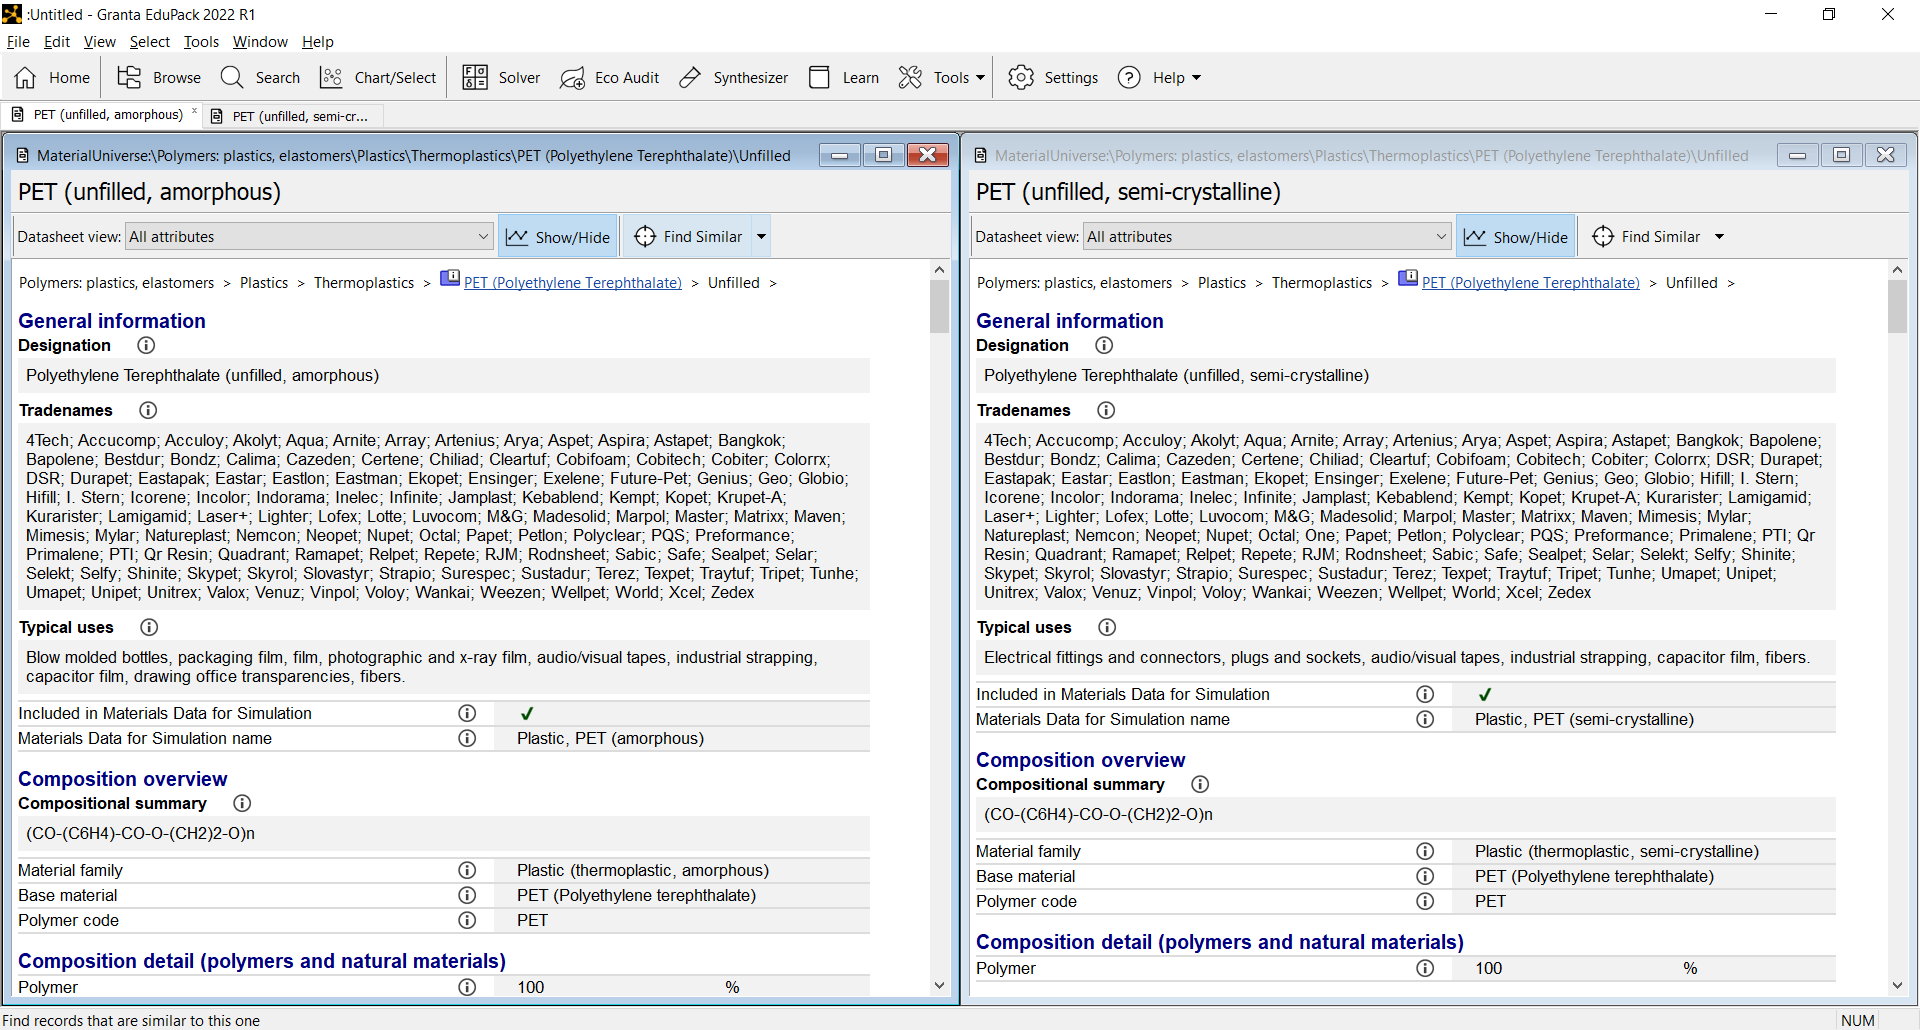 :Untitled - Granta EduPack 2022 R1
File Edit View Select Tools Window Help
Home Browse Search Chart/Select Solver Eco Audit Synthesizer Learn Tools Settings Help
PET (unfilled, amorphous) x PET (unfilled, semi-cr...
MaterialUniverse:\Polymers: plastics, elastomers\Plastics\Thermoplastics\PET (Polyethylene Terephthalate)\Unfilled
PET (unfilled, amorphous)
Datasheet view: All attributes Show/Hide Find Similar
Polymers: plastics, elastomers > Plastics > Thermoplastics > PET (Polyethylene Terephthalate) > Unfilled >
General information
Designation
Polyethylene Terephthalate (unfilled, amorphous)
Tradenames
4Tech; Accucomp; Acculoy; Akolyt; Aqua; Arnite; Array; Artenius; Arya; Aspet; Aspira; Astapet; Bangkok;
Bapolene; Bestdur; Bondz; Calima; Cazeden; Certene; Chiliad; Cleartuf; Cobifoam; Cobitech; Cobiter; Colorrx;
DSR; Durapet; Eastapak; Eastar; Eastlon; Eastman; Ekopet; Ensinger; Exelene; Future-Pet; Genius; Geo; Globio;
Hifill; I. Stern; Icorene; Incolor; Indorama; Inelec; Infinite; Jamplast; Kebablend; Kempt; Kopet; Krupet-A;
Kurarister; Lamigamid; Laser+; Lighter; Lofex; Lotte; Luvocom; M&G; Madesolid; Marpol; Master; Matrixx; Maven;
Mimesis; Mylar; Natureplast; Nemcon; Neopet; Nupet; Octal; Papet; Petlon; Polyclear; PQS; Preformance;
Primalene; PTI; Qr Resin; Quadrant; Ramapet; Relpet; Repete; RJM; Rodnsheet; Sabic; Safe; Sealpet; Selar;
Selekt; Selfy; Shinite; Skypet; Skyrol; Slovastyr; Strapio; Surespec; Sustadur; Terez; Texpet; Traytuf; Tripet; Tunhe;
Umapet; Unipet; Unitrex; Valox; Venuz; Vinpol; Voloy; Wankai; Weezen; Wellpet; World; Xcel; Zedex
Typical uses
Blow molded bottles, packaging film, film, photographic and x-ray film, audio/visual tapes, industrial strapping,
capacitor film, drawing office transparencies, fibers.
Included in Materials Data for Simulation ✔
Materials Data for Simulation name Plastic, PET (amorphous)
Composition overview
Compositional summary
(CO-(C6H4)-CO-O-(CH2)2-O)n
Material family Plastic (thermoplastic, amorphous)
Base material PET (Polyethylene terephthalate)
Polymer code PET
Composition detail (polymers and natural materials)
Polymer 100 %
MaterialUniverse:\Polymers: plastics, elastomers\Plastics\Thermoplastics\PET (Polyethylene Terephthalate)\Unfilled
PET (unfilled, semi-crystalline)
Datasheet view: All attributes Show/Hide Find Similar
Polymers: plastics, elastomers > Plastics > Thermoplastics > PET (Polyethylene Terephthalate) > Unfilled >
General information
Designation
Polyethylene Terephthalate (unfilled, semi-crystalline)
Tradenames
4Tech; Accucomp; Acculoy; Akolyt; Aqua; Arnite; Array; Artenius; Arya; Aspet; Aspira; Astapet; Bangkok; Bapolene;
Bestdur; Bondz; Calima; Cazeden; Certene; Chiliad; Cleartuf; Cobifoam; Cobitech; Cobiter; Colorrx; DSR; Durapet;
Eastapak; Eastar; Eastlon; Eastman; Ekopet; Ensinger; Exelene; Future-Pet; Genius; Geo; Globio; Hifill; I. Stern;
Icorene; Incolor; Indorama; Inelec; Infinite; Jamplast; Kebablend; Kempt; Kopet; Krupet-A; Kurarister; Lamigamid;
Laser+; Lighter; Lofex; Lotte; Luvocom; M&G; Madesolid; Marpol; Master; Matrixx; Maven; Mimesis; Mylar;
Natureplast; Nemcon; Neopet; Nupet; Octal; One; Papet; Petlon; Polyclear; PQS; Preformance; Primalene; PTI; Qr
Resin; Quadrant; Ramapet; Relpet; Repete; RJM; Rodnsheet; Sabic; Safe; Sealpet; Selar; Selekt; Selfy; Shinite;
Skypet; Skyrol; Slovastyr; Strapio; Surespec; Sustadur; Terez; Texpet; Traytuf; Tripet; Tunhe; Umapet; Unipet;
Unitrex; Valox; Venuz; Vinpol; Voloy; Wankai; Weezen; Wellpet; World; Xcel; Zedex
Typical uses
Electrical fittings and connectors, plugs and sockets, audio/visual tapes, industrial strapping, capacitor film, fibers.
Included in Materials Data for Simulation ✔
Materials Data for Simulation name Plastic, PET (semi-crystalline)
Composition overview
Compositional summary
(CO-(C6H4)-CO-O-(CH2)2-O)n
Material family Plastic (thermoplastic, semi-crystalline)
Base material PET (Polyethylene terephthalate)
Polymer code PET
Composition detail (polymers and natural materials)
Polymer 100 %
Find records that are similar to this one NUM